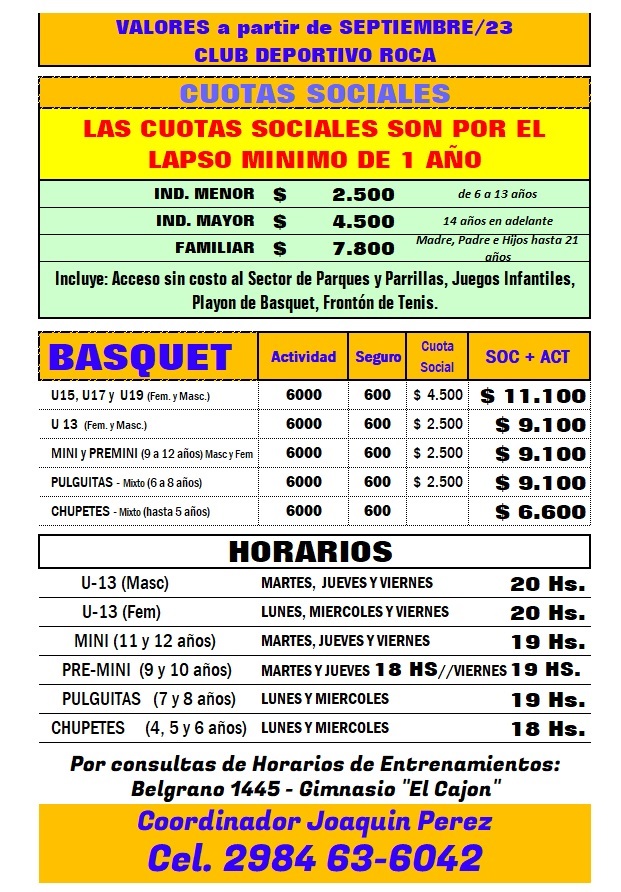 VALORES a partir de SEPTIEMBRE/23
CLUB DEPORTIVO ROCA
CUOTAS SOCIALES
LAS CUOTAS SOCIALES SON POR EL
LAPSO MINIMO DE 1 AÑO
IND. MENOR $ 2.500 de 6 a 13 años
IND. MAYOR $ 4.500 14 años en adelante
FAMILIAR $ 7.800 Madre, Padre e Hijos hasta 21
años
Incluye: Acceso sin costo al Sector de Parques y Parrillas, Juegos Infantiles,
Playon de Basquet, Frontón de Tenis.
BASQUET Actividad Seguro Cuota Social SOC + ACT
U15, U17 y U19 (Fem. y Masc.) 6000 600 $ 4.500 $ 11.100
U 13 (Fem. y Masc.) 6000 600 $ 2.500 $ 9.100
MINI y PREMINI (9 a 12 años) Masc y Fem 6000 600 $ 2.500 $ 9.100
PULGUITAS - Mixto (6 a 8 años) 6000 600 $ 2.500 $ 9.100
CHUPETES - Mixto (hasta 5 años) 6000 600 $ 6.600
HORARIOS
U-13 (Masc) MARTES, JUEVES Y VIERNES 20 Hs.
U-13 (Fem) LUNES, MIERCOLES Y VIERNES 20 Hs.
MINI (11 y 12 años) MARTES, JUEVES Y VIERNES 19 Hs.
PRE-MINI (9 y 10 años) MARTES Y JUEVES 18 HS//VIERNES 19 HS.
PULGUITAS (7 y 8 años) LUNES Y MIERCOLES 19 Hs.
CHUPETES (4, 5 y 6 años) LUNES Y MIERCOLES 18 Hs.
Por consultas de Horarios de Entrenamientos:
Belgrano 1445 - Gimnasio "El Cajon"
Coordinador Joaquin Perez
Cel. 2984 63-6042